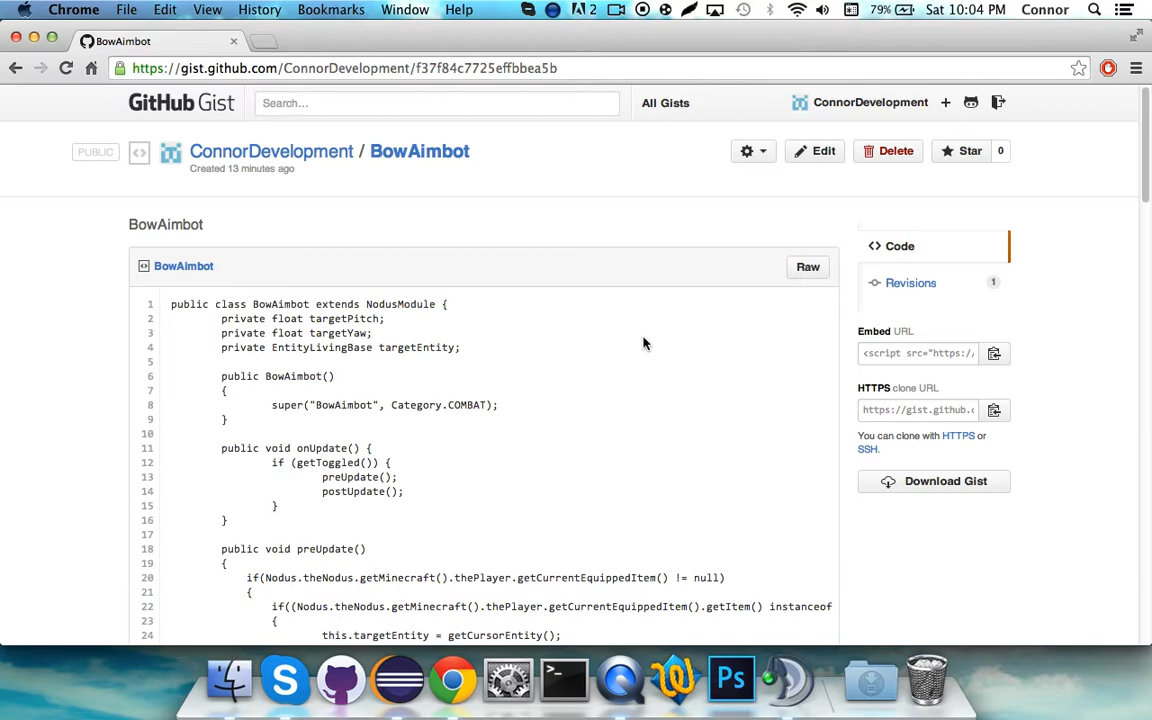 Chrome File Edit View History Bookmarks Window Help 2 79% Sat 10:04 PM Connor
BowAimbot
https://gist.github.com/ConnorDevelopment/f37f84c7725effbbea5b
GitHub Gist Search... All Gists ConnorDevelopment
PUBLIC ConnorDevelopment / BowAimbot Edit Delete Star 0
Created 13 minutes ago
BowAimbot
BowAimbot Raw
1 public class BowAimbot extends NodusModule {
2 private float targetPitch;
3 private float targetYaw;
4 private EntityLivingBase targetEntity;
5
6 public BowAimbot()
7 {
8 super("BowAimbot", Category.COMBAT);
9 }
10
11 public void onUpdate() {
12 if (getToggled()) {
13 preUpdate();
14 postUpdate();
15 }
16 }
17
18 public void preUpdate()
19 {
20 if(Nodus.theNodus.getMinecraft().thePlayer.getCurrentEquippedItem() != null)
21 {
22 if((Nodus.theNodus.getMinecraft().thePlayer.getCurrentEquippedItem().getItem() instanceof
23 {
24 this.targetEntity = getCursorEntity();
Code
Revisions 1
Embed URL
<script src="https:/
HTTPS clone URL
https://gist.github.c
You can clone with HTTPS or
SSH.
Download Gist
>_
Ps